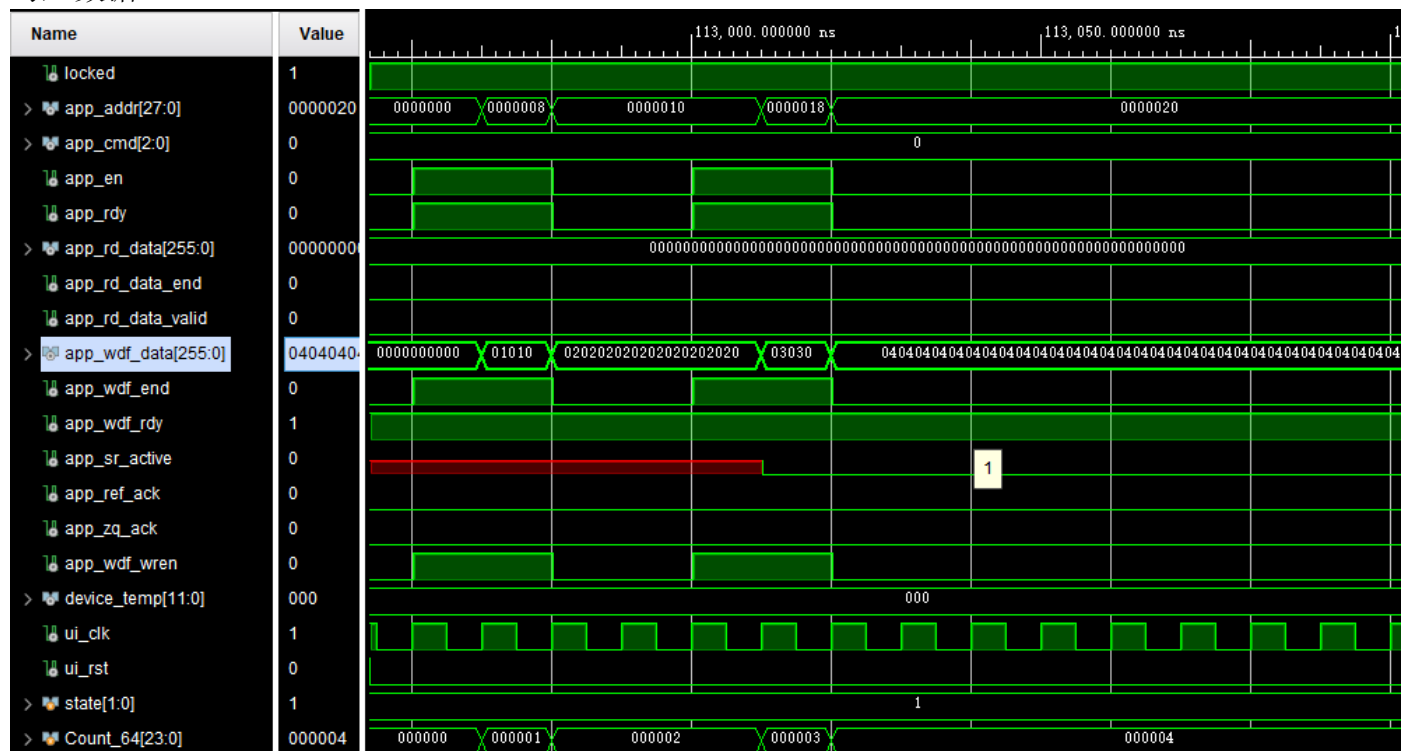 Name Value 113,000.000000 ns 113,050.000000 ns
locked 1
app_addr[27:0] 0000020 0000000 0000008 0000010 0000018 0000020
app_cmd[2:0] 0 0
app_en 0
app_rdy 0
app_rd_data[255:0] 00000000
app_rd_data_end 0
app_rd_data_valid 0
app_wdf_data[255:0] 04040404 0000000000 01010 020202020202020202020 03030
app_wdf_end 0
app_wdf_rdy 1
app_sr_active 0 1
app_ref_ack 0
app_zq_ack 0
app_wdf_wren 0
device_temp[11:0] 000 000
ui_clk 1
ui_rst 0
state[1:0] 1 1
Count_64[23:0] 000004 000000 000001 000002 000003 000004